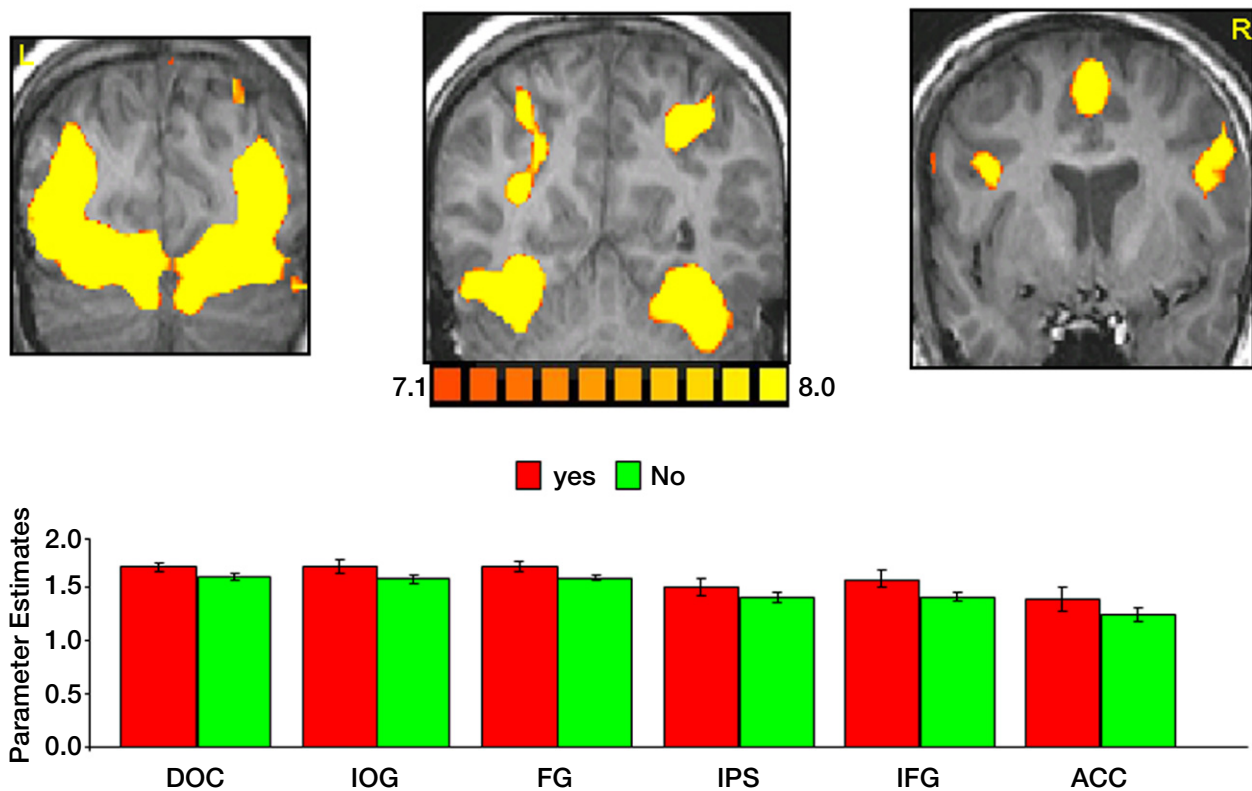 L
R
7.1 8.0
yes No
Parameter Estimates
2.0
1.5
1.0
0.5
0.0
DOC IOG FG IPS IFG ACC